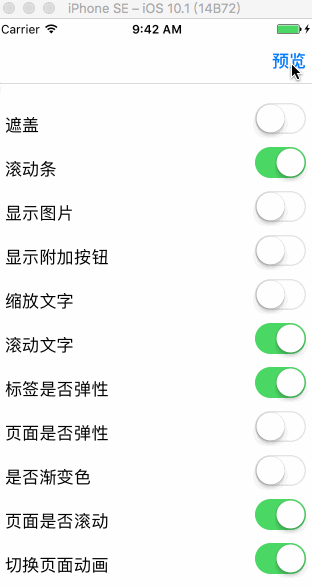 iPhone SE – iOS 10.1 (14B72)
Carrier 9:42 AM
预览
遮盖
滚动条
显示图片
显示附加按钮
缩放文字
滚动文字
标签是否弹性
页面是否弹性
是否渐变色
页面是否滚动
切换页面动画